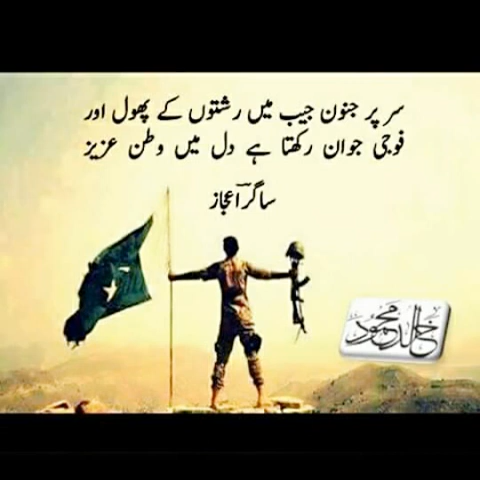 سر پر جنون جیب میں رشتوں کے پھول اور
فوجی جوان رکھتا ہے دل میں وطن عزیز
ساگر اعجاز
خالد محمود